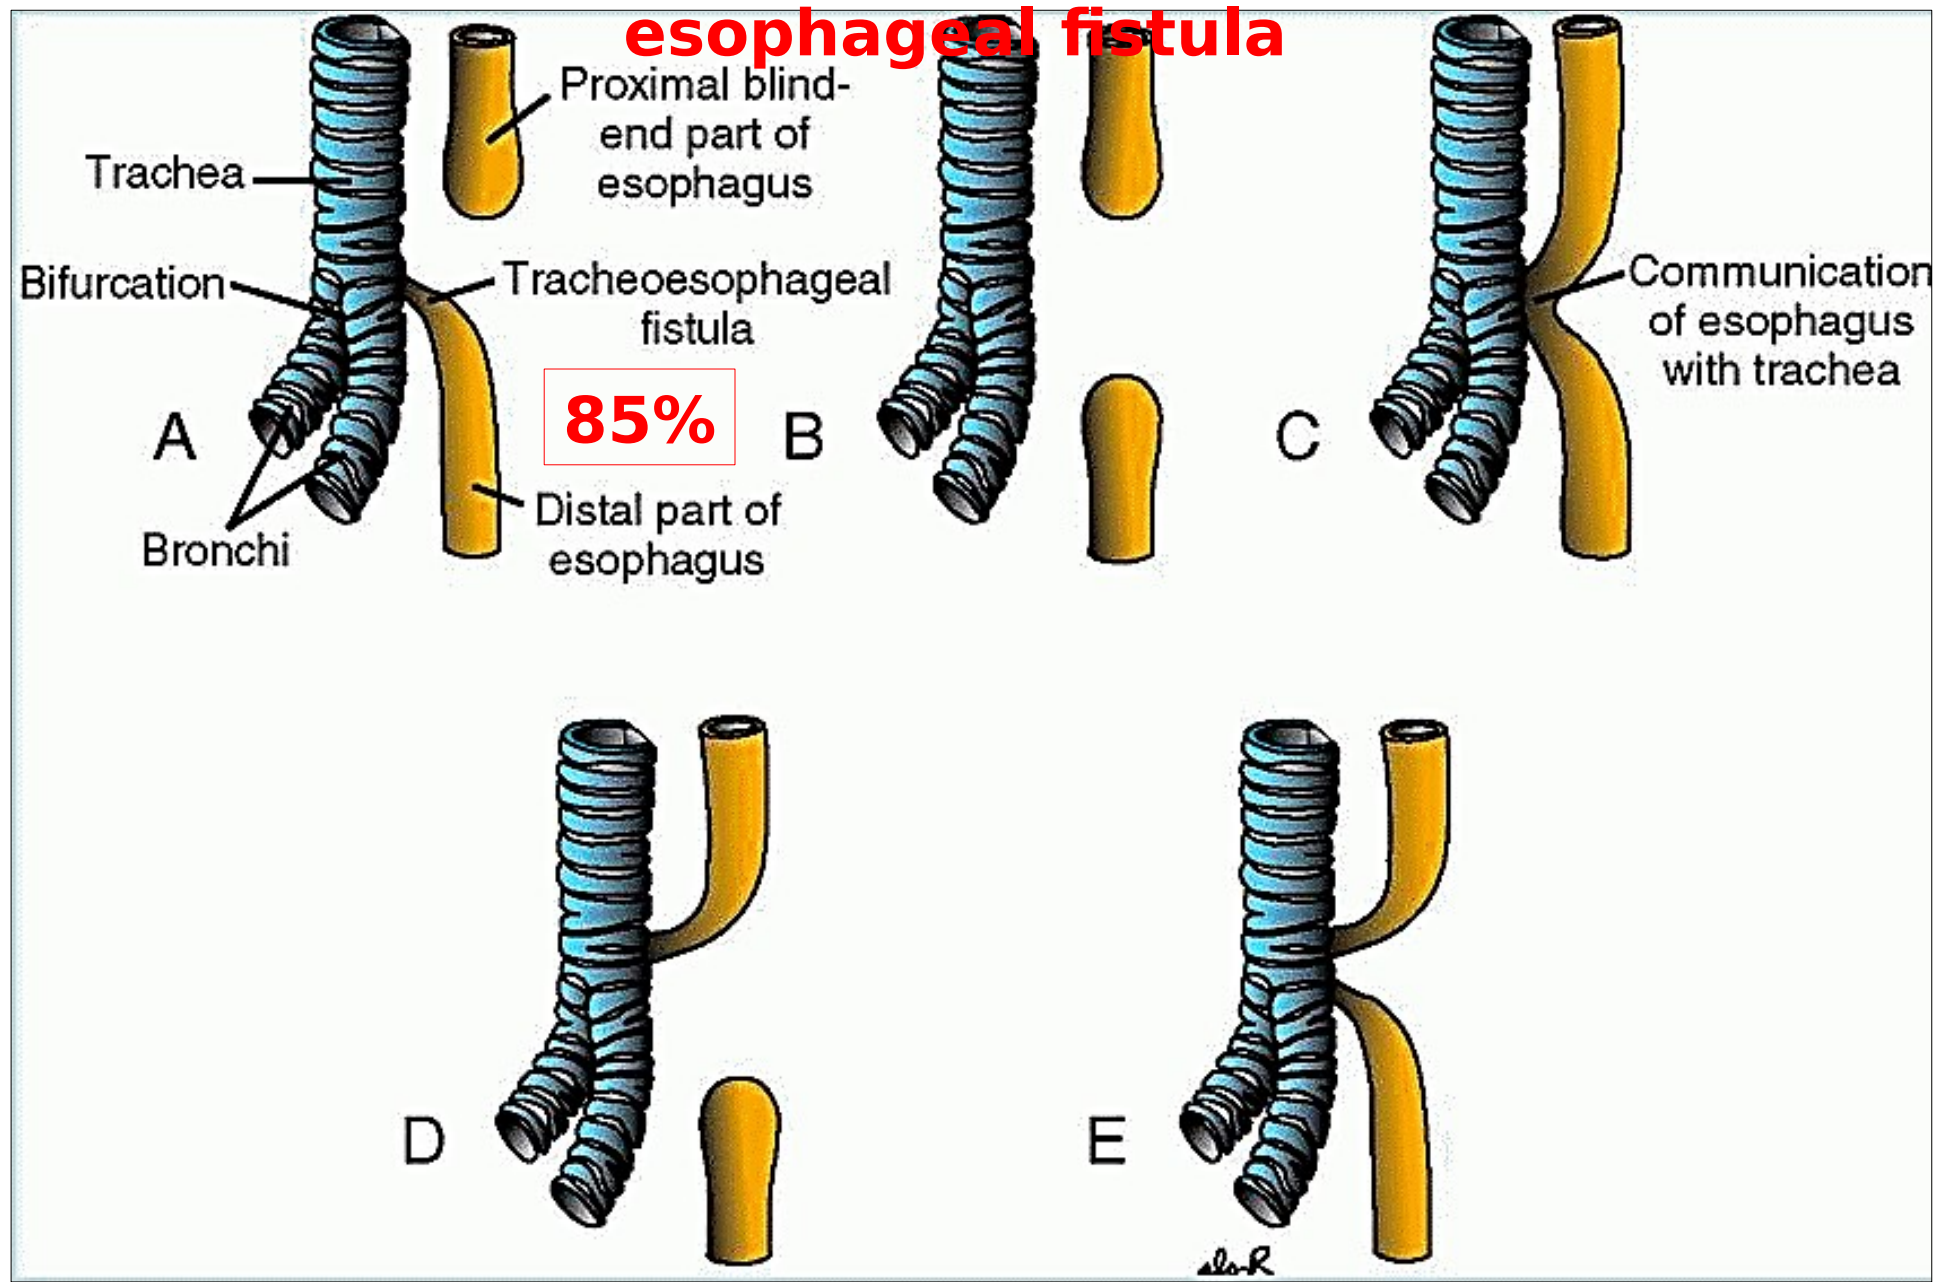 esophageal fistula
Proximal blind-
end part of
esophagus
Trachea
Bifurcation
Tracheoesophageal
fistula
85%
A
Bronchi
Distal part of
esophagus
B
C
Communication
of esophagus
with trachea
D
E